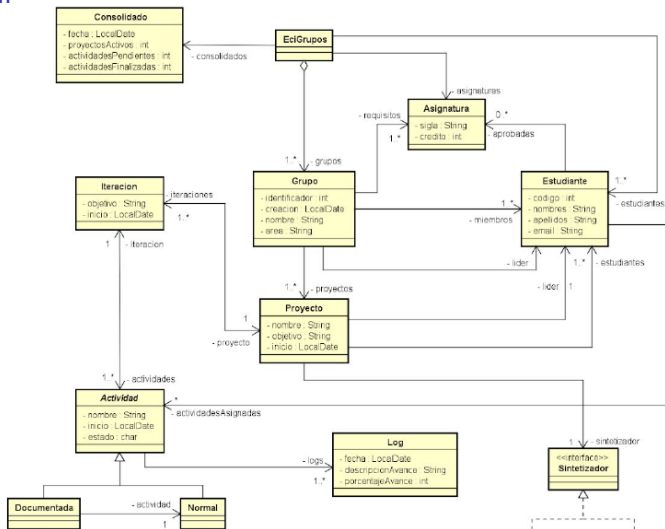 Consolidado
- fecha : LocalDate
- proyectosActivos : int
- actividadesPendientes : int
- actividadesFinalizadas : int
- consolidados
EciGrupos
- asignaturas
Asignatura
- sigla : String
- credito : int
- requisitos
1..*
0..*
- aprobadas
1..*
- grupos
Grupo
- identificador : int
- creacion : LocalDate
- nombre : String
- area : String
1..*
- miembros
Estudiante
- codigo : int
- nombres : String
- apellidos : String
- email : String
1..*
- estudiantes
Iteracion
- objetivo : String
- inicio : LocalDate
- iteraciones
1..*
1
- iteracion
- lider
- lider
1
1..*
- estudiantes
1..*
- proyectos
Proyecto
- nombre : String
- objetivo : String
- inicio : LocalDate
1
- proyecto
1..*
- actividades
Actividad
- nombre : String
- inicio : LocalDate
- estado : char
*
- actividadesAsignadas
Log
- fecha : LocalDate
- descripcionAvance : String
- porcentajeAvance : int
- logs
1..*
1
- sintetizador
<<interface>>
Sintetizador
Documentada
- actividad
1
Normal